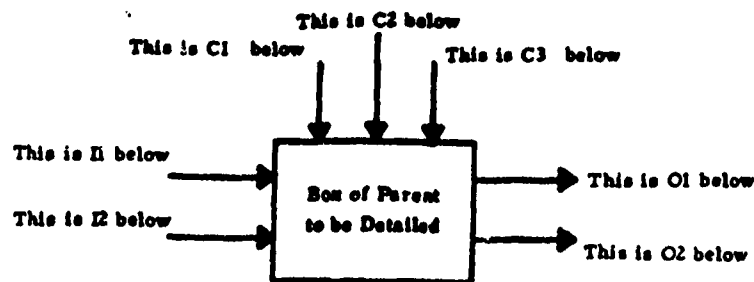 This is C2 below
This is C1 below
This is C3 below
This is I1 below
Box of Parent
to be Detailed
This is O1 below
This is I2 below
This is O2 below